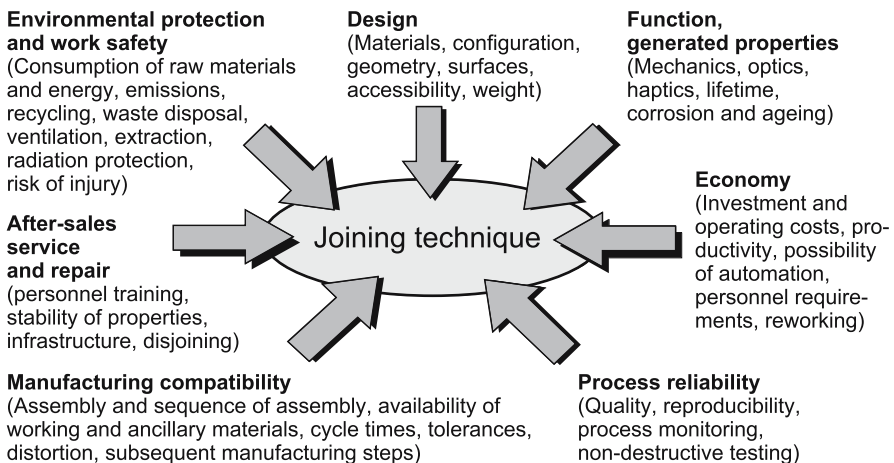 Environmental protection
and work safety
(Consumption of raw materials
and energy, emissions,
recycling, waste disposal,
ventilation, extraction,
radiation protection,
risk of injury)
Design
(Materials, configuration,
geometry, surfaces,
accessibility, weight)
Function,
generated properties
(Mechanics, optics,
haptics, lifetime,
corrosion and ageing)
After-sales
service
and repair
(personnel training,
stability of properties,
infrastructure, disjoining)
Joining technique
Economy
(Investment and
operating costs, pro-
ductivity, possibility
of automation,
personnel require-
ments, reworking)
Manufacturing compatibility
(Assembly and sequence of assembly, availability of
working and ancillary materials, cycle times, tolerances,
distortion, subsequent manufacturing steps)
Process reliability
(Quality, reproducibility,
process monitoring,
non-destructive testing)